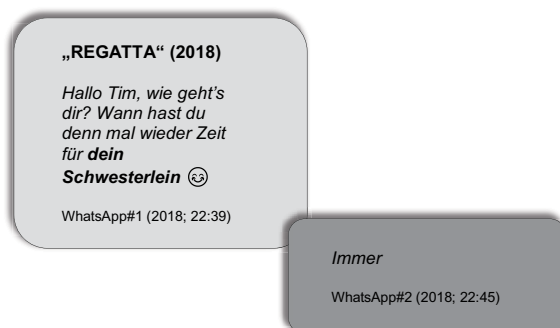 „REGATTA“ (2018)
Hallo Tim, wie geht’s
dir? Wann hast du
denn mal wieder Zeit
für dein
Schwesterlein 😊
WhatsApp#1 (2018; 22:39)
Immer
WhatsApp#2 (2018; 22:45)